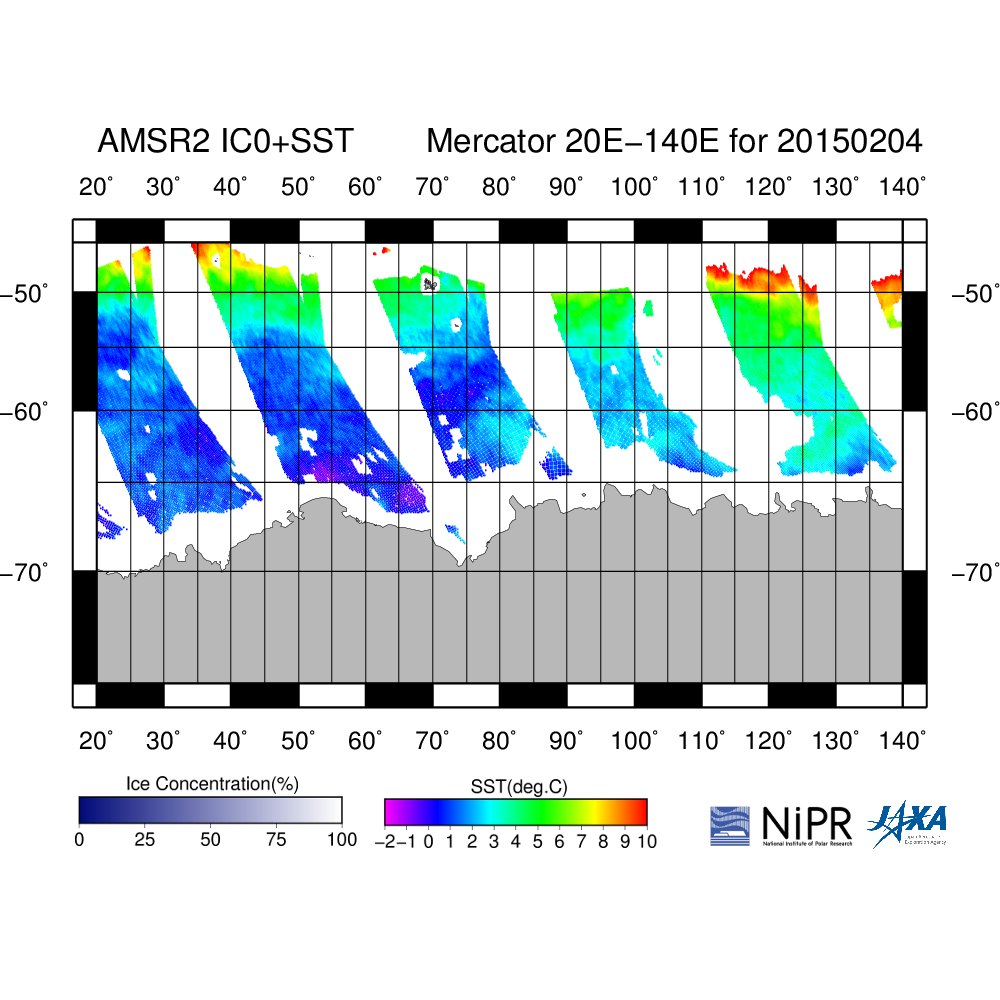 AMSR2 IC0+SST Mercator 20E−140E for 20150204
20° 30° 40° 50° 60° 70° 80° 90° 100° 110° 120° 130° 140°
−50° −50°
−60° −60°
−70° −70°
20° 30° 40° 50° 60° 70° 80° 90° 100° 110° 120° 130° 140°
Ice Concentration(%) SST(deg.C)
0 25 50 75 100 −2 −1 0 1 2 3 4 5 6 7 8 9 10
NiPR
National Institute of Polar Research
JAXA
Exploration Agency